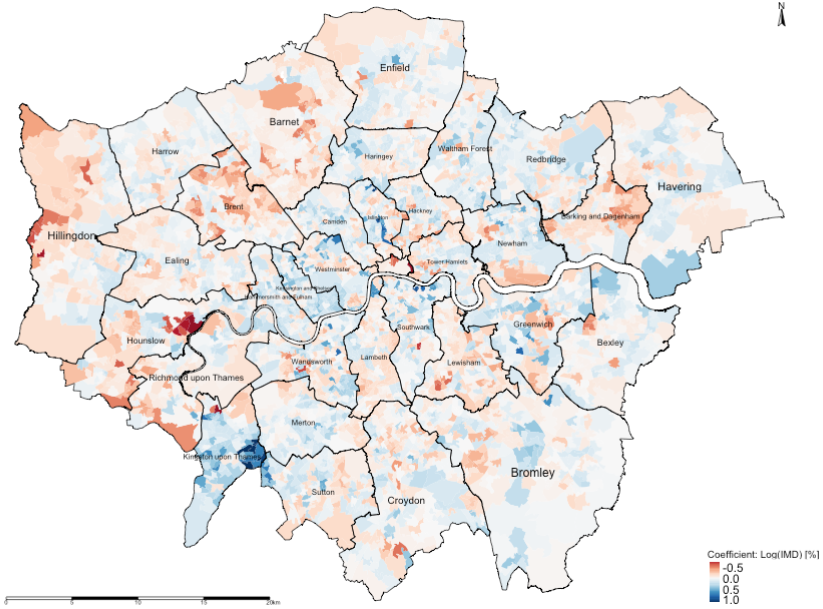 N
Enfield
Barnet
Harrow
Haringey
Waltham Forest
Redbridge
Havering
Brent
Camden
Islington
Hackney
Barking and Dagenham
Hillingdon
Ealing
Westminster
Tower Hamlets
Newham
Kensington and Chelsea
Hammersmith and Fulham
Hounslow
Southwark
Greenwich
Bexley
Richmond upon Thames
Wandsworth
Lambeth
Lewisham
Merton
Kingston upon Thames
Sutton
Croydon
Bromley
Coefficient: Log(IMD) [%]
-0.5
0.0
0.5
1.0
0 5 10 15 20km